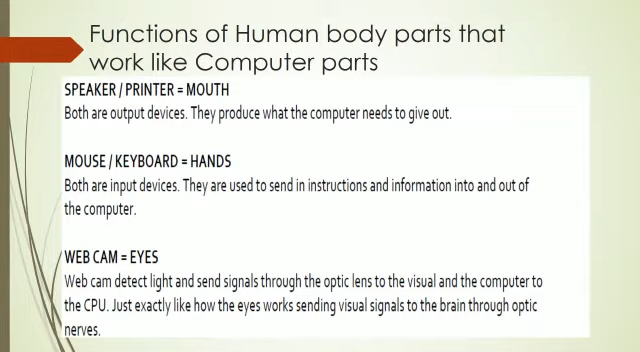 Functions of Human body parts that
work like Computer parts
SPEAKER / PRINTER = MOUTH
Both are output devices. They produce what the computer needs to give out.
MOUSE / KEYBOARD = HANDS
Both are input devices. They are used to send in instructions and information into and out of
the computer.
WEB CAM = EYES
Web cam detect light and send signals through the optic lens to the visual and the computer to
the CPU. Just exactly like how the eyes works sending visual signals to the brain through optic
nerves.